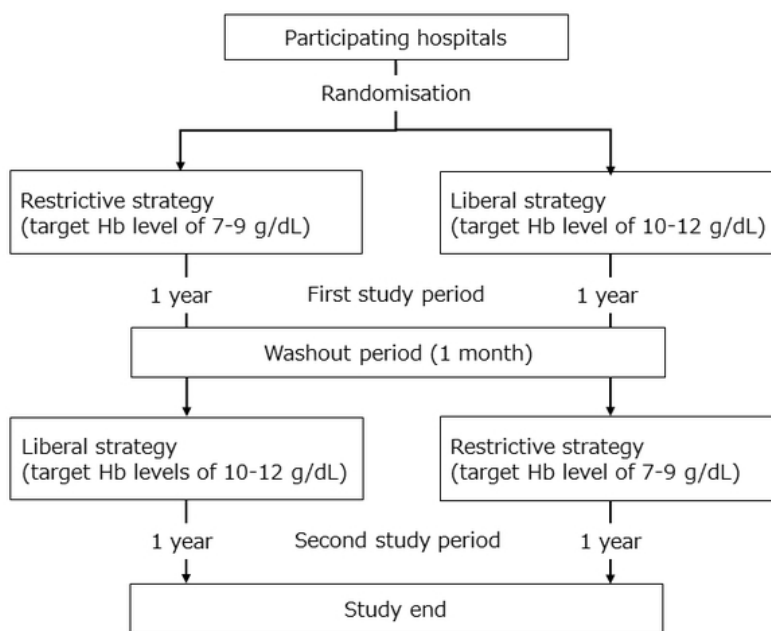 Participating hospitals
Randomisation
Restrictive strategy
(target Hb level of 7-9 g/dL)
Liberal strategy
(target Hb level of 10-12 g/dL)
1 year
First study period
1 year
Washout period (1 month)
Liberal strategy
(target Hb levels of 10-12 g/dL)
Restrictive strategy
(target Hb level of 7-9 g/dL)
1 year
Second study period
1 year
Study end